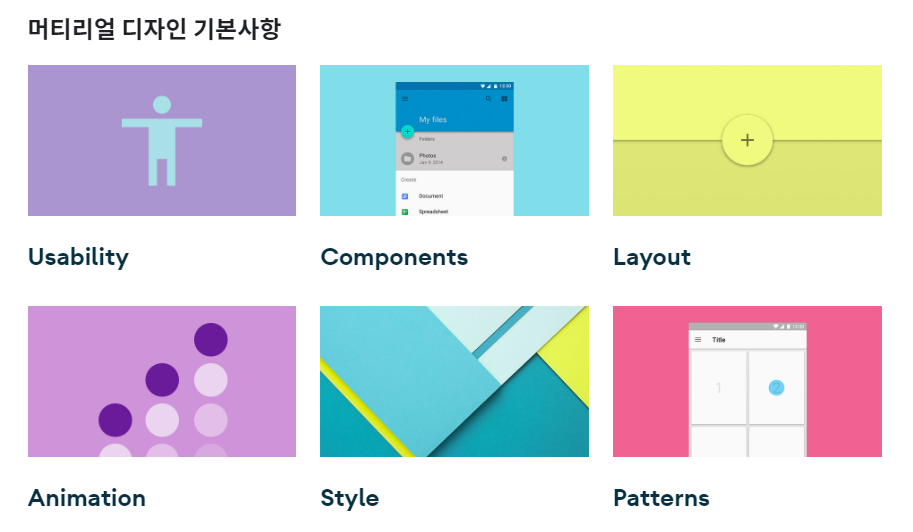 머티리얼 디자인 기본사항
My files
Folders
Photos
Jan 9, 2014
Create
Document
Spreadsheet
+
Usability
Components
Layout
Title
1
2
Animation
Style
Patterns